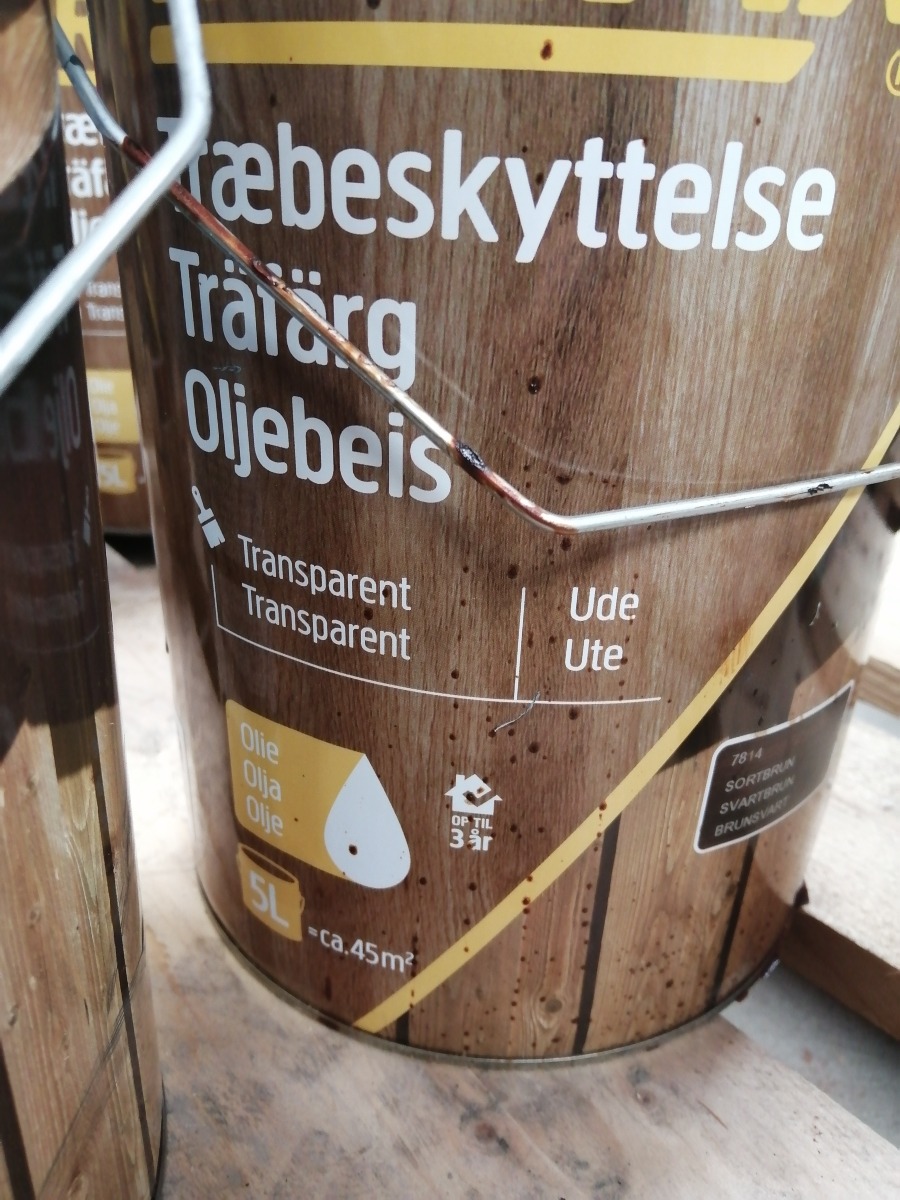 Træbeskyttelse
Träfärg
Oljebeis
Transparent
Transparent
Ude
Ute
Olie
Olja
Olje
OP TIL
3 år
5L
=ca.45m²
7814
SORTBRUN
SVARTBRUN
BRUNSVART
5L